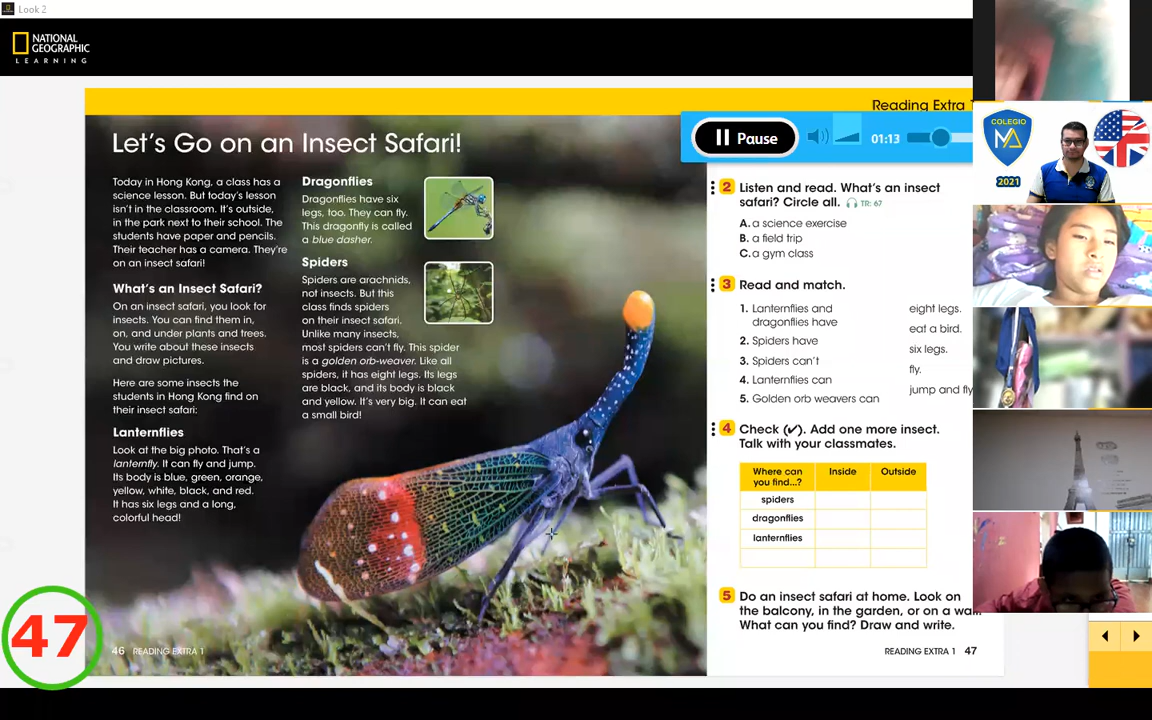 Look 2
NATIONAL
GEOGRAPHIC
LEARNING
Reading Extra 1
Let's Go on an Insect Safari!
Today in Hong Kong, a class has a
science lesson. But today's lesson
isn't in the classroom. It's outside,
in the park next to their school. The
students have paper and pencils.
Their teacher has a camera. They're
on an insect safari!
What's an Insect Safari?
On an insect safari, you look for
insects. You can find them in,
on, and under plants and trees.
You write about these insects
and draw pictures.
Here are some insects the
students in Hong Kong find on
their insect safari:
Lanternflies
Look at the big photo. That's a
lanternfly. It can fly and jump.
Its body is blue, green, orange,
yellow, white, black, and red.
It has six legs and a long,
colorful head!
Dragonflies
Dragonflies have six
legs, too. They can fly.
This dragonfly is called
a blue dasher.
Spiders
Spiders are arachnids,
not insects. But this
class finds spiders
on their insect safari.
Unlike many insects,
most spiders can't fly. This spider
is a golden orb-weaver. Like all
spiders, it has eight legs. Its legs
are black, and its body is black
and yellow. It's very big. It can eat
a small bird!
Pause
01:13
2 Listen and read. What's an insect
safari? Circle all. TR: 67
A. a science exercise
B. a field trip
C. a gym class
3 Read and match.
1. Lanternflies and
dragonflies have
2. Spiders have
3. Spiders can't
4. Lanternflies can
5. Golden orb weavers can
eight legs.
eat a bird.
six legs.
fly.
jump and fly
4 Check (✓). Add one more insect.
Talk with your classmates.
Where can
you find...?
Inside
Outside
spiders
dragonflies
lanternflies
5 Do an insect safari at home. Look on
the balcony, in the garden, or on a wa
What can you find? Draw and write.
47
46 READING EXTRA 1
READING EXTRA 1 47
COLEGIO
MA
2021